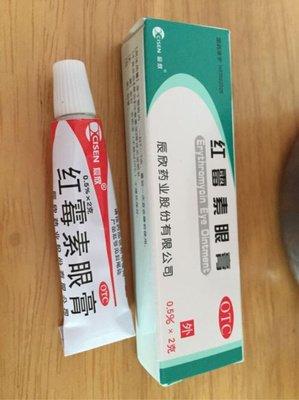 CISEN 辰欣®
0.5%×2克
红霉素眼膏
OTC
CISEN 辰欣®
红霉素眼膏
Erythromycin Eye Ointment
辰欣药业股份有限公司
OTC
外
0.5% × 2克